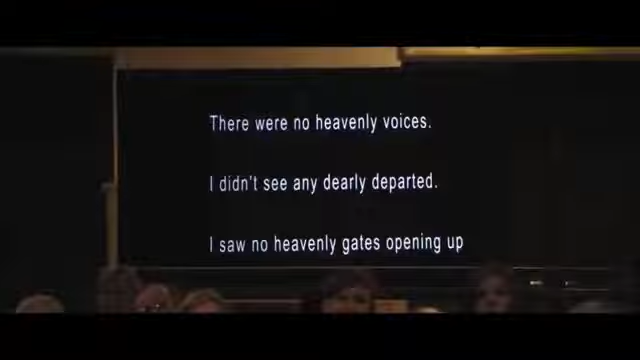 There were no heavenly voices.
I didn't see any dearly departed.
I saw no heavenly gates opening up